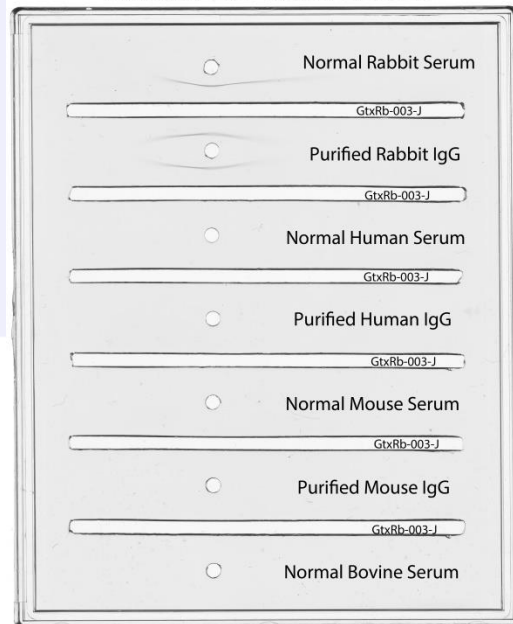 Normal Rabbit Serum
GtxRb-003-J
Purified Rabbit IgG
GtxRb-003-J
Normal Human Serum
GtxRb-003-J
Purified Human IgG
GtxRb-003-J
Normal Mouse Serum
GtxRb-003-J
Purified Mouse IgG
GtxRb-003-J
Normal Bovine Serum